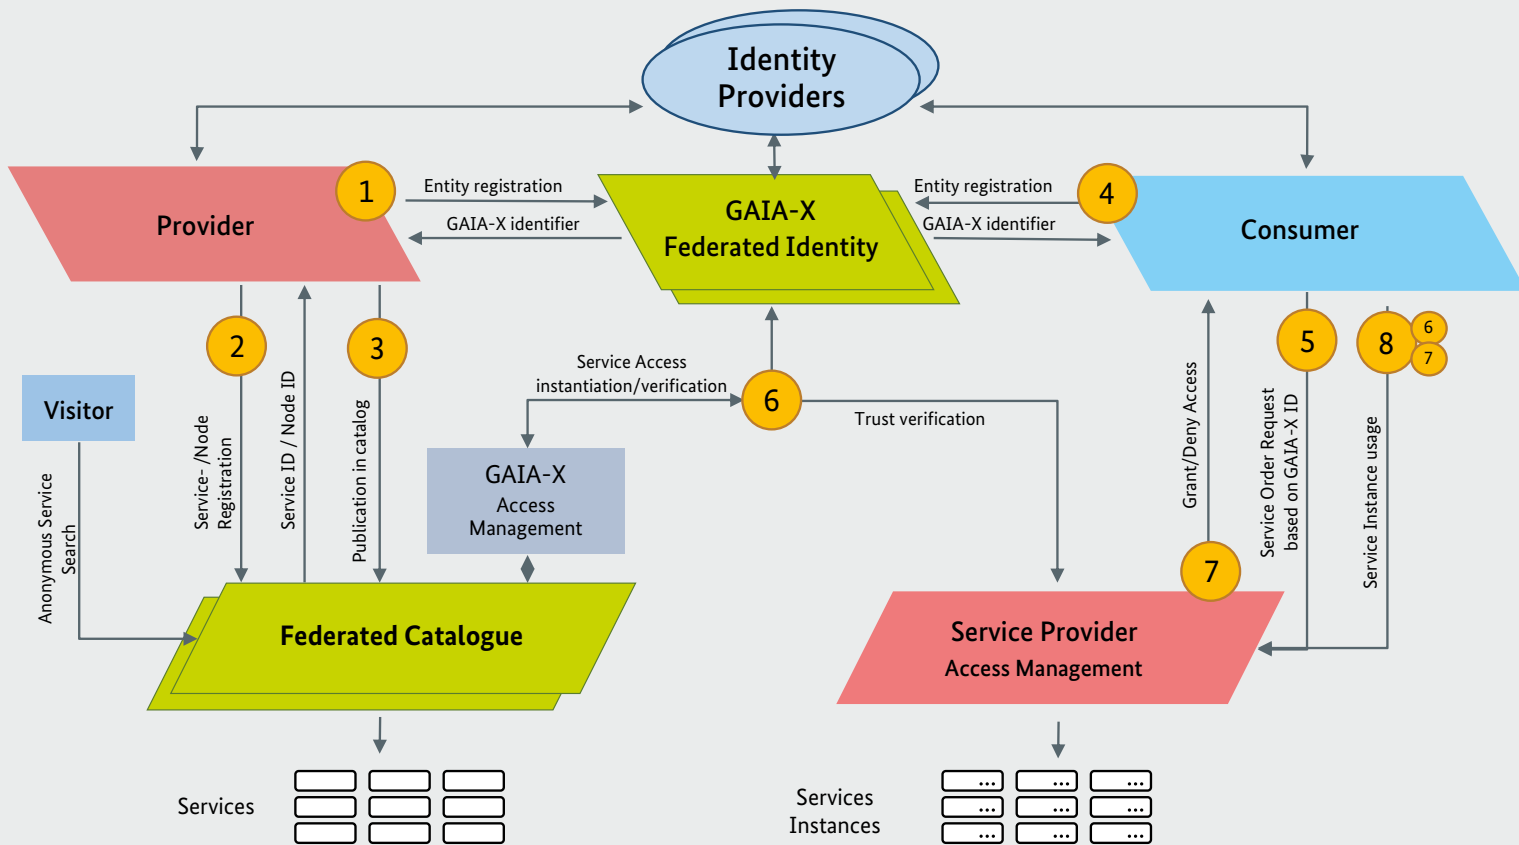 Identity
Providers
1
Entity registration
GAIA-X identifier
Provider
GAIA-X
Federated Identity
Entity registration
GAIA-X identifier
4
Consumer
2
3
5
8
6
7
Visitor
Service Access
instantiation/verification
6
Trust verification
Anonymous Service
Search
Service- /Node
Registration
Service ID / Node ID
Publication in catalog
GAIA-X
Access
Management
Grant/Deny Access
Service Order Request
based on GAIA-X ID
Service Instance usage
7
Federated Catalogue
Service Provider
Access Management
Services
Services
Instances
...
...
...
...
...
...
...
...
...